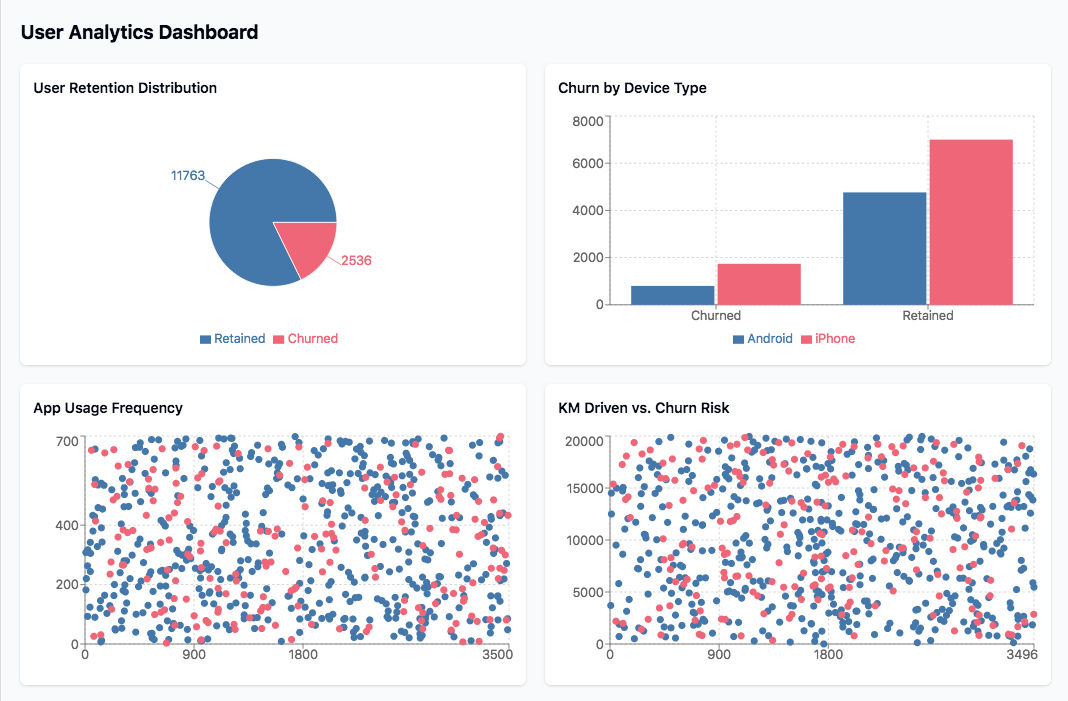 User Analytics Dashboard
User Retention Distribution
11763
2536
Retained
Churned
Churn by Device Type
8000
6000
4000
2000
0
Churned
Retained
Android
iPhone
App Usage Frequency
700
400
200
0
0
900
1800
3500
KM Driven vs. Churn Risk
20000
15000
10000
5000
0
0
900
1800
3496